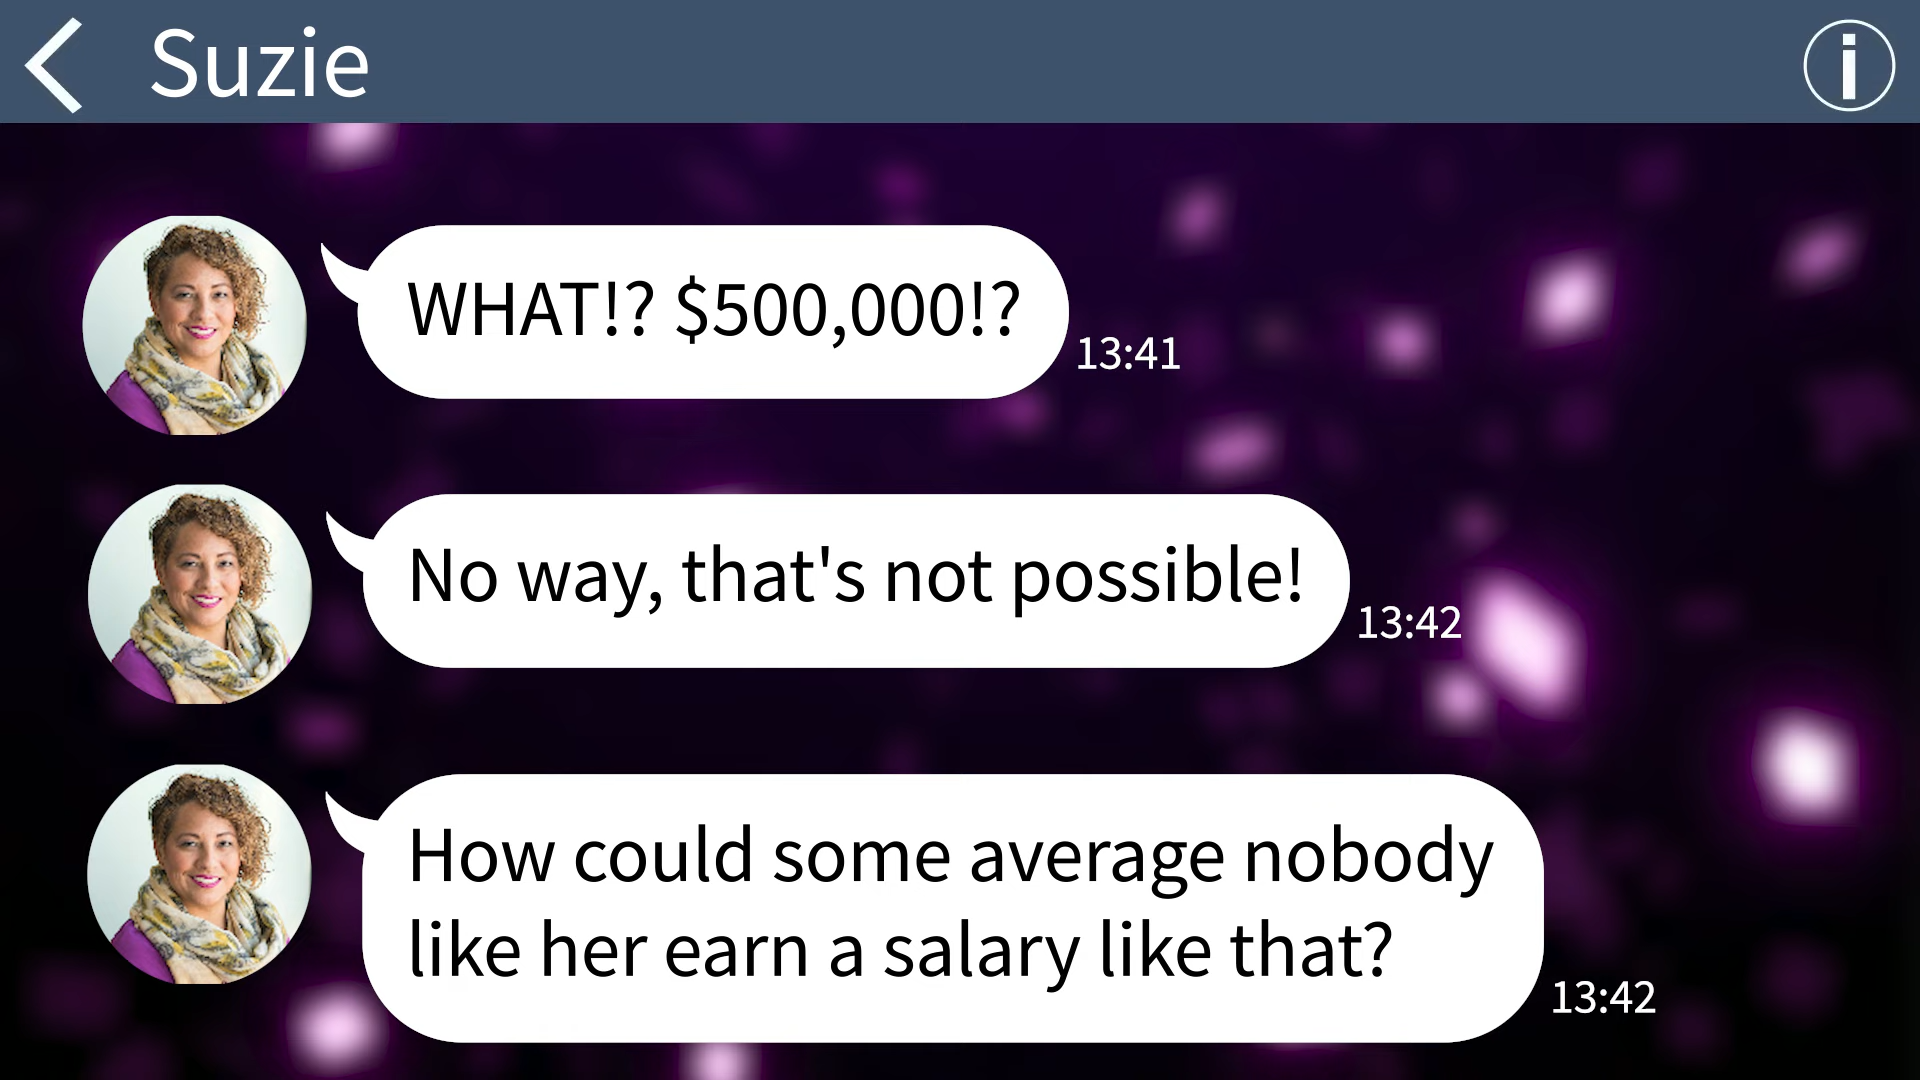 Suzie
WHAT!? $500,000!?
13:41
No way, that's not possible!
13:42
How could some average nobody
like her earn a salary like that?
13:42